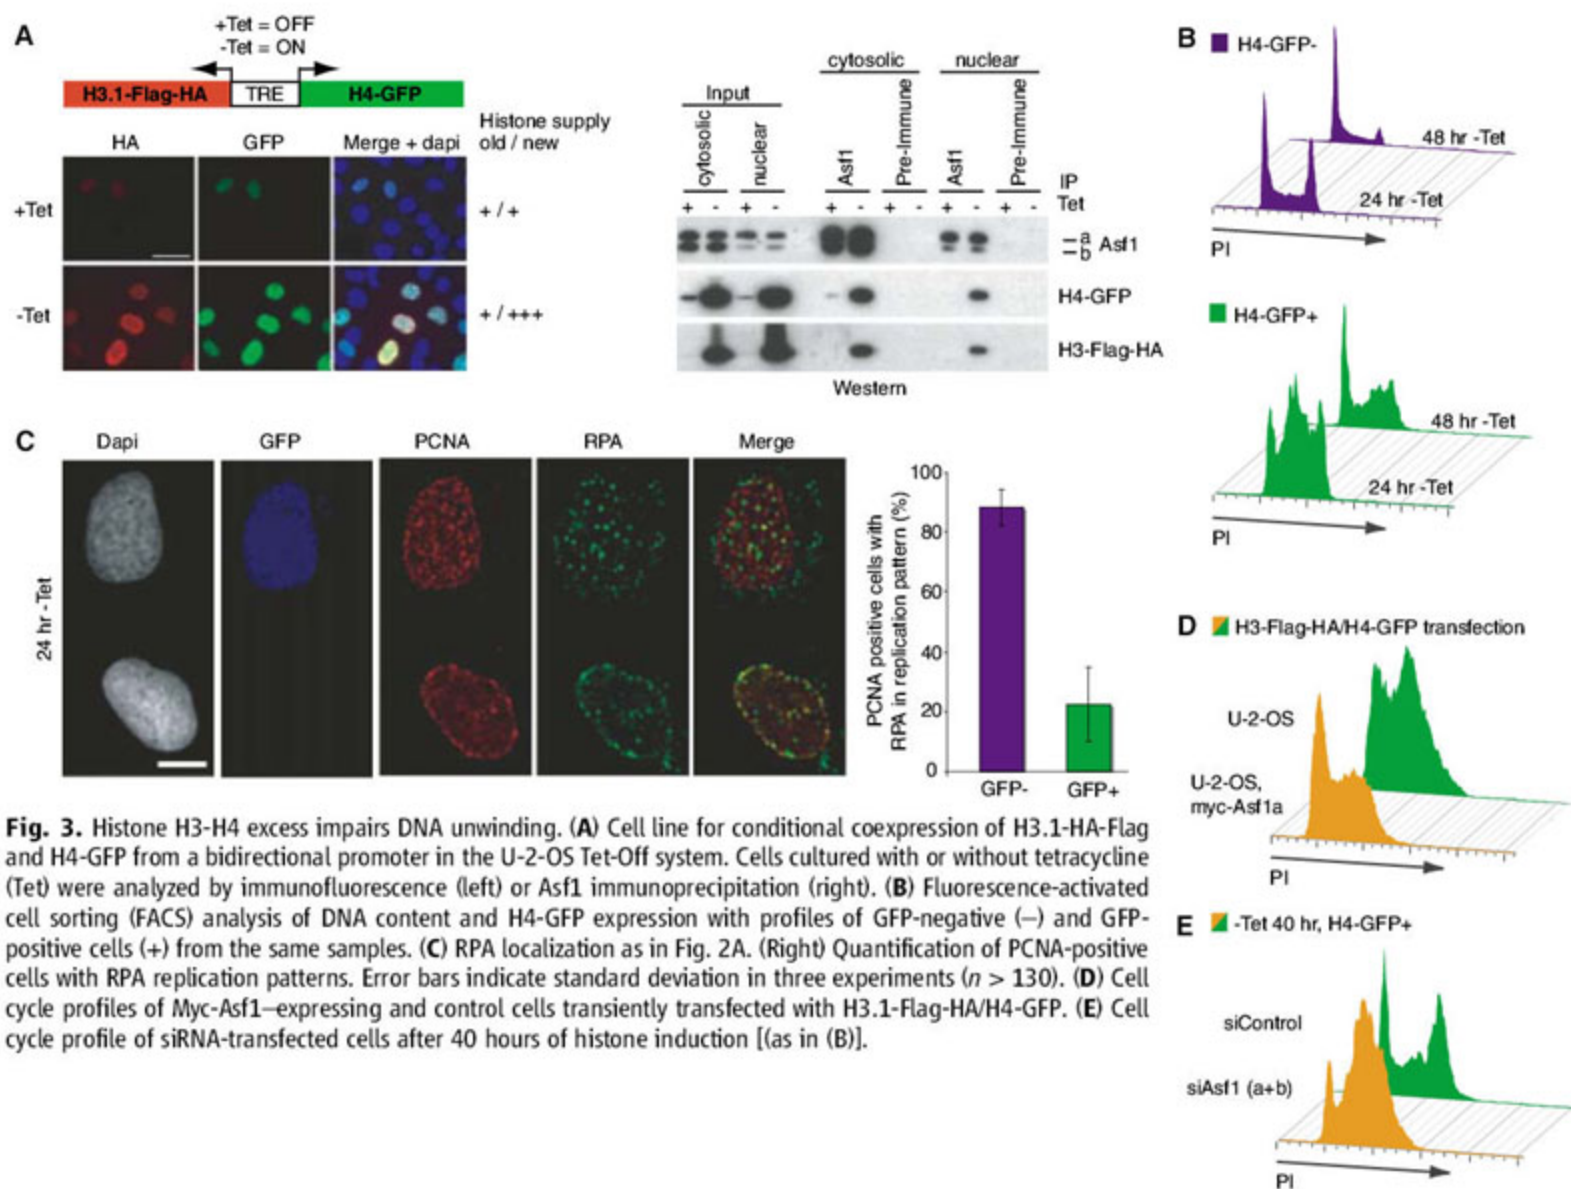 A
+Tet = OFF
-Tet = ON
H3.1-Flag-HA
TRE
H4-GFP
HA
GFP
Merge + dapi
Histone supply
old / new
+Tet
+ / +
-Tet
+ / +++
Input
cytosolic
nuclear
cytosolic
nuclear
Asf1
Pre-Immune
Asf1
Pre-Immune
IP
Tet
+ - + - + - + - + - + -
a
b
Asf1
H4-GFP
H3-Flag-HA
Western
B
H4-GFP-
48 hr -Tet
24 hr -Tet
PI
H4-GFP+
48 hr -Tet
24 hr -Tet
PI
C
Dapi
GFP
PCNA
RPA
Merge
24 hr -Tet
PCNA positive cells with
RPA in replication pattern (%)
100
80
60
40
20
0
GFP-
GFP+
D
H3-Flag-HA/H4-GFP transfection
U-2-OS
U-2-OS,
myc-Asf1a
PI
E
-Tet 40 hr, H4-GFP+
siControl
siAsf1 (a+b)
PI
Fig. 3. Histone H3-H4 excess impairs DNA unwinding. (A) Cell line for conditional coexpression of H3.1-HA-Flag
and H4-GFP from a bidirectional promoter in the U-2-OS Tet-Off system. Cells cultured with or without tetracycline
(Tet) were analyzed by immunofluorescence (left) or Asf1 immunoprecipitation (right). (B) Fluorescence-activated
cell sorting (FACS) analysis of DNA content and H4-GFP expression with profiles of GFP-negative (–) and GFP-
positive cells (+) from the same samples. (C) RPA localization as in Fig. 2A. (Right) Quantification of PCNA-positive
cells with RPA replication patterns. Error bars indicate standard deviation in three experiments (n > 130). (D) Cell
cycle profiles of Myc-Asf1–expressing and control cells transiently transfected with H3.1-Flag-HA/H4-GFP. (E) Cell
cycle profile of siRNA-transfected cells after 40 hours of histone induction [(as in (B)].